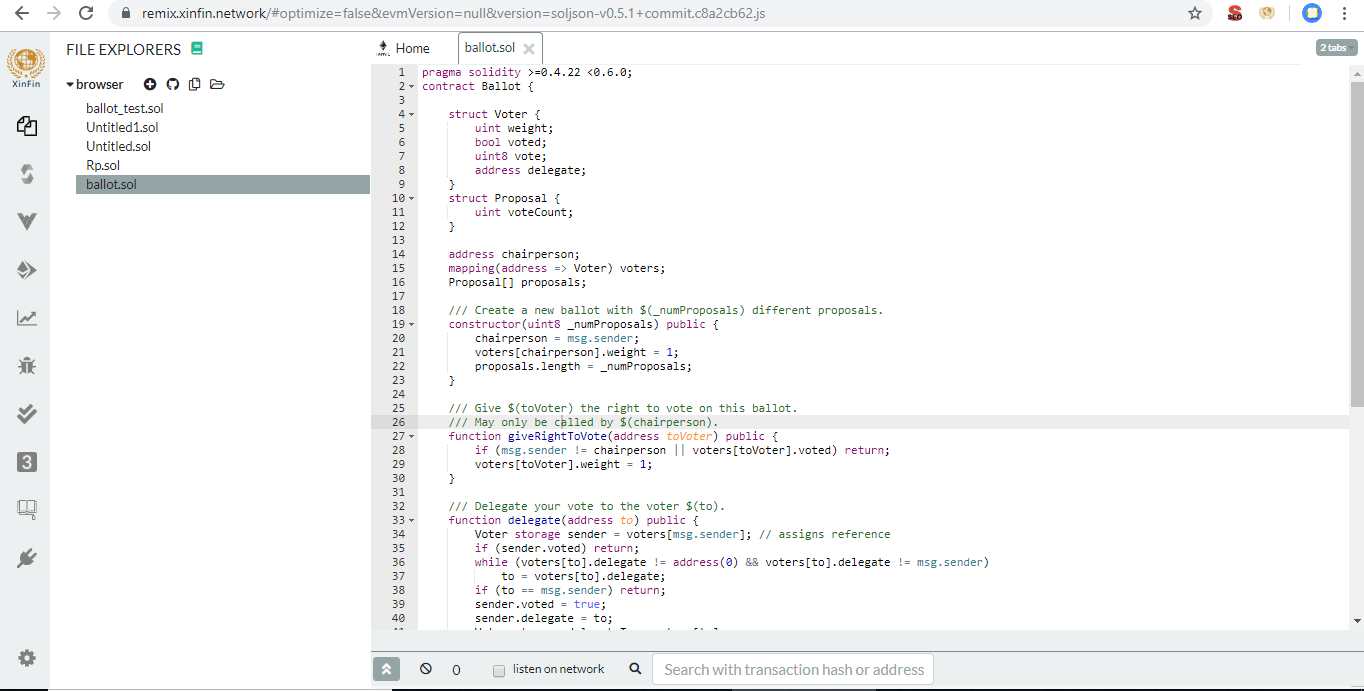 remix.xinfin.network/#optimize=false&evmVersion=null&version=soljson-v0.5.1+commit.c8a2cb62.js
XinFin
FILE EXPLORERS
browser
ballot_test.sol
Untitled1.sol
Untitled.sol
Rp.sol
ballot.sol
3
Home
ballot.sol
2 tabs
1 pragma solidity >=0.4.22 <0.6.0;
2 contract Ballot {
3
4     struct Voter {
5         uint weight;
6         bool voted;
7         uint8 vote;
8         address delegate;
9     }
10     struct Proposal {
11         uint voteCount;
12     }
13
14     address chairperson;
15     mapping(address => Voter) voters;
16     Proposal[] proposals;
17
18     /// Create a new ballot with $(_numProposals) different proposals.
19     constructor(uint8 _numProposals) public {
20         chairperson = msg.sender;
21         voters[chairperson].weight = 1;
22         proposals.length = _numProposals;
23     }
24
25     /// Give $(toVoter) the right to vote on this ballot.
26     /// May only be called by $(chairperson).
27     function giveRightToVote(address toVoter) public {
28         if (msg.sender != chairperson || voters[toVoter].voted) return;
29         voters[toVoter].weight = 1;
30     }
31
32     /// Delegate your vote to the voter $(to).
33     function delegate(address to) public {
34         Voter storage sender = voters[msg.sender]; // assigns reference
35         if (sender.voted) return;
36         while (voters[to].delegate != address(0) && voters[to].delegate != msg.sender)
37             to = voters[to].delegate;
38         if (to == msg.sender) return;
39         sender.voted = true;
40         sender.delegate = to;
0
listen on network
Search with transaction hash or address